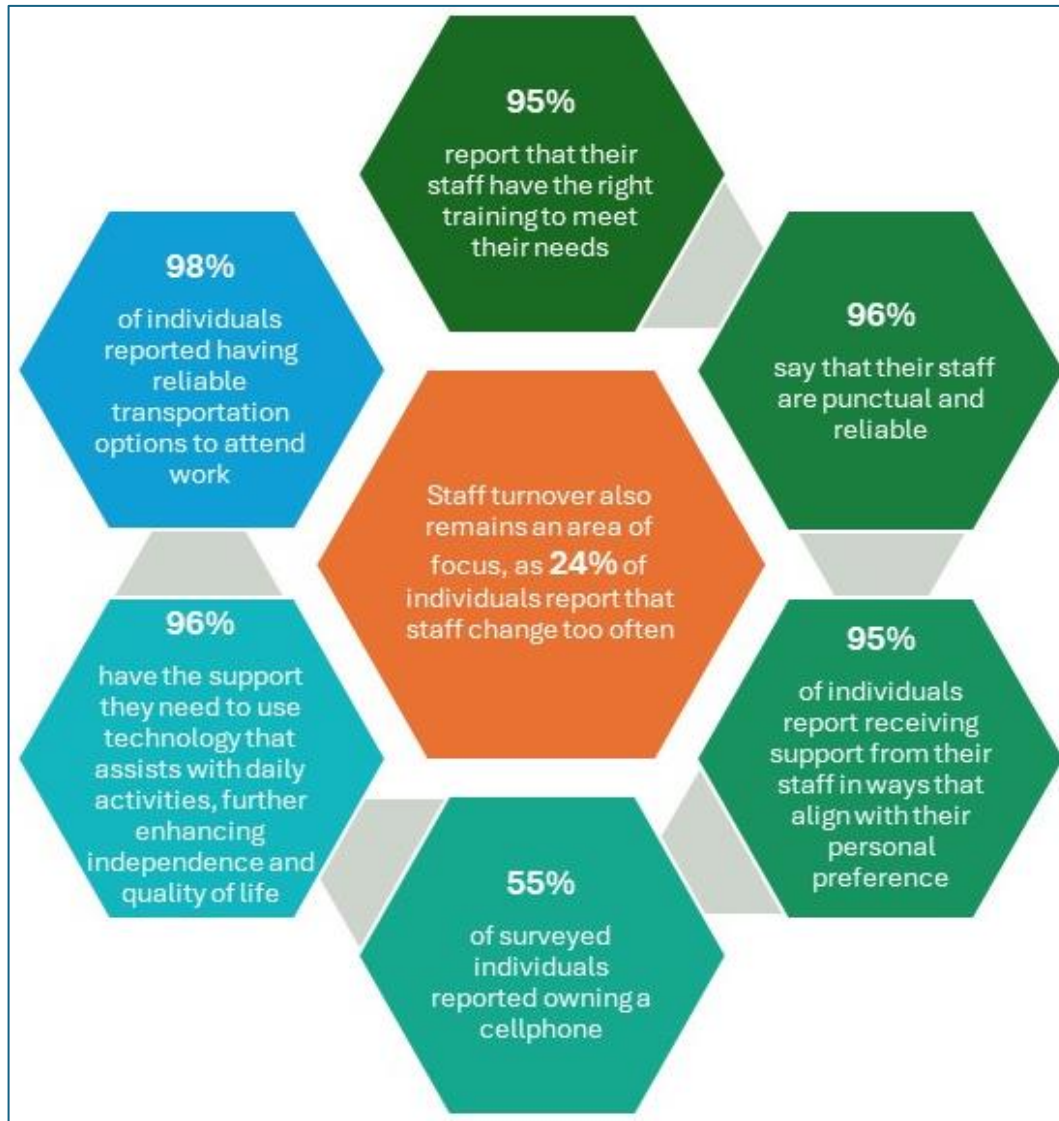 95%
report that their
staff have the right
training to meet
their needs
96%
say that their staff
are punctual and
reliable
95%
of individuals
report receiving
support from their
staff in ways that
align with their
personal
preference
55%
of surveyed
individuals
reported owning a
cellphone
96%
have the support
they need to use
technology that
assists with daily
activities, further
enhancing
independence and
quality of life
98%
of individuals
reported having
reliable
transportation
options to attend
work
Staff turnover also
remains an area of
focus, as 24% of
individuals report that
staff change too often